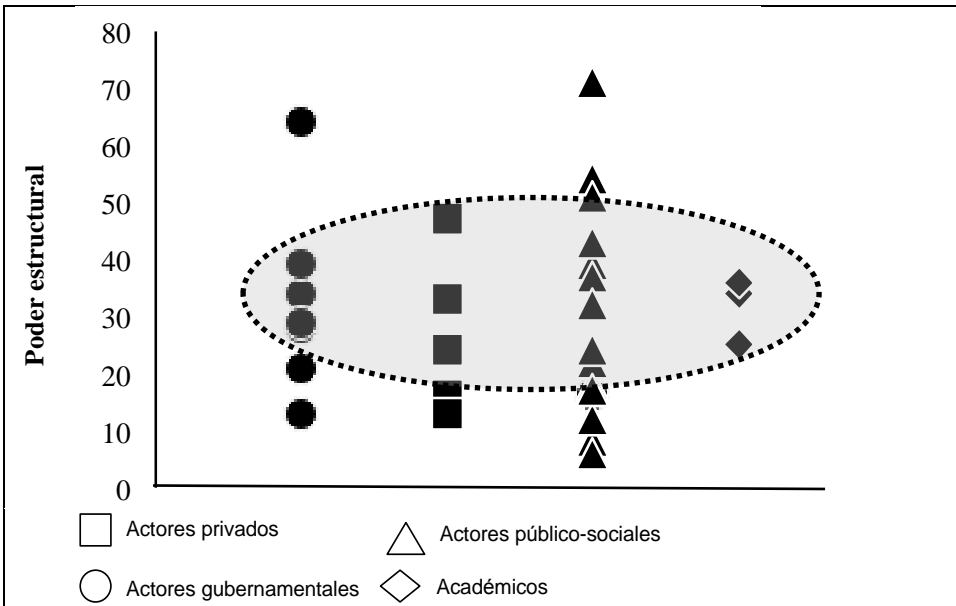 80
70
60
50
40
30
20
10
0
Poder estructural
Actores privados
Actores público-sociales
Actores gubernamentales
Académicos